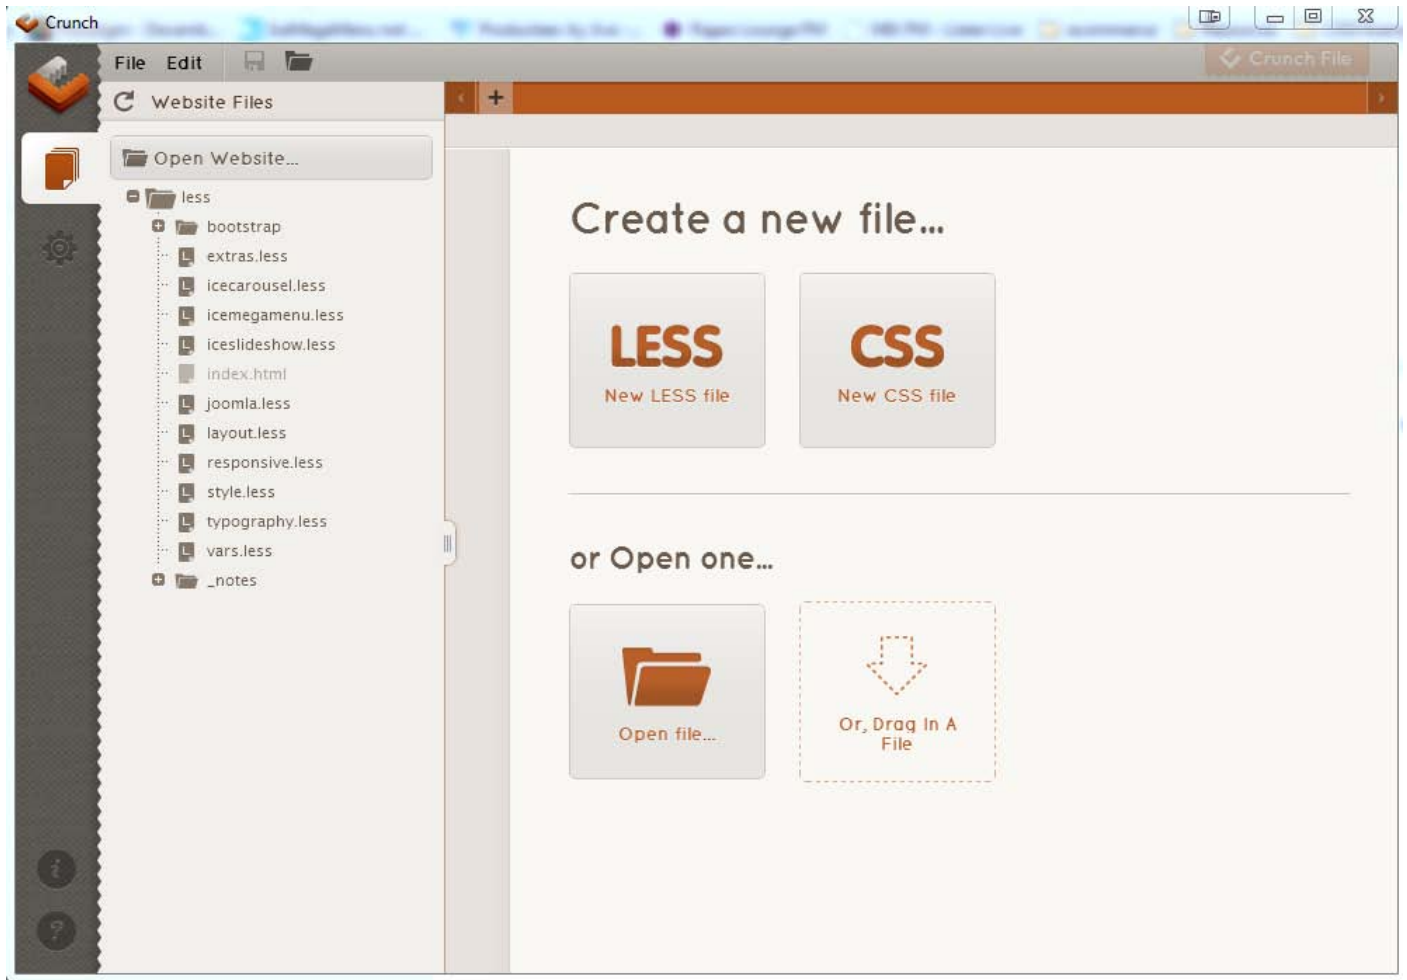 Crunch
File Edit
Crunch File
Website Files
+
Open Website...
less
bootstrap
extras.less
icecarousel.less
icemegamenu.less
iceslideshow.less
index.html
joomla.less
layout.less
responsive.less
style.less
typography.less
vars.less
_notes
Create a new file...
LESS
New LESS file
CSS
New CSS file
or Open one...
Open file...
Or, Drag In A
File
i
?